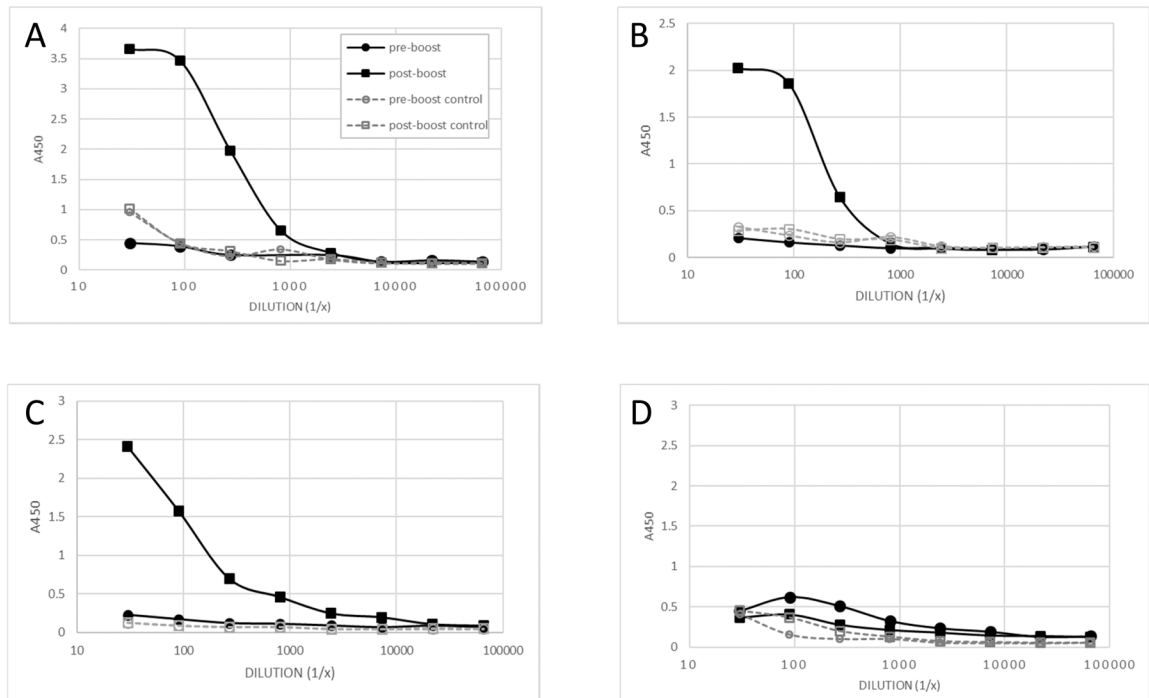 A
4
3.5
3
2.5
2
1.5
1
0.5
0
A450
10 100 1000 10000 100000
DILUTION (1/x)
pre-boost
post-boost
pre-boost control
post-boost control
B
2.5
2
1.5
1
0.5
0
A450
10 100 1000 10000 100000
DILUTION (1/x)
C
3
2.5
2
1.5
1
0.5
0
A450
10 100 1000 10000 100000
DILUTION (1/x)
D
3
2.5
2
1.5
1
0.5
0
A450
10 100 1000 10000 100000
DILUTION (1/x)